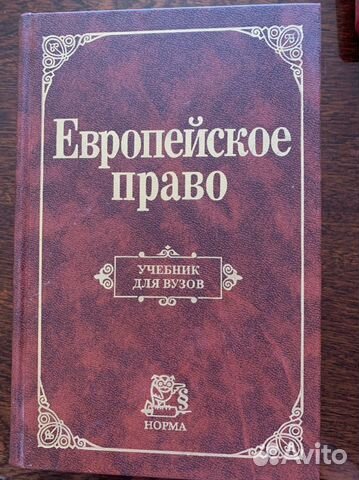 Европейское
право
УЧЕБНИК
ДЛЯ ВУЗОВ
§
НОРМА
Avito